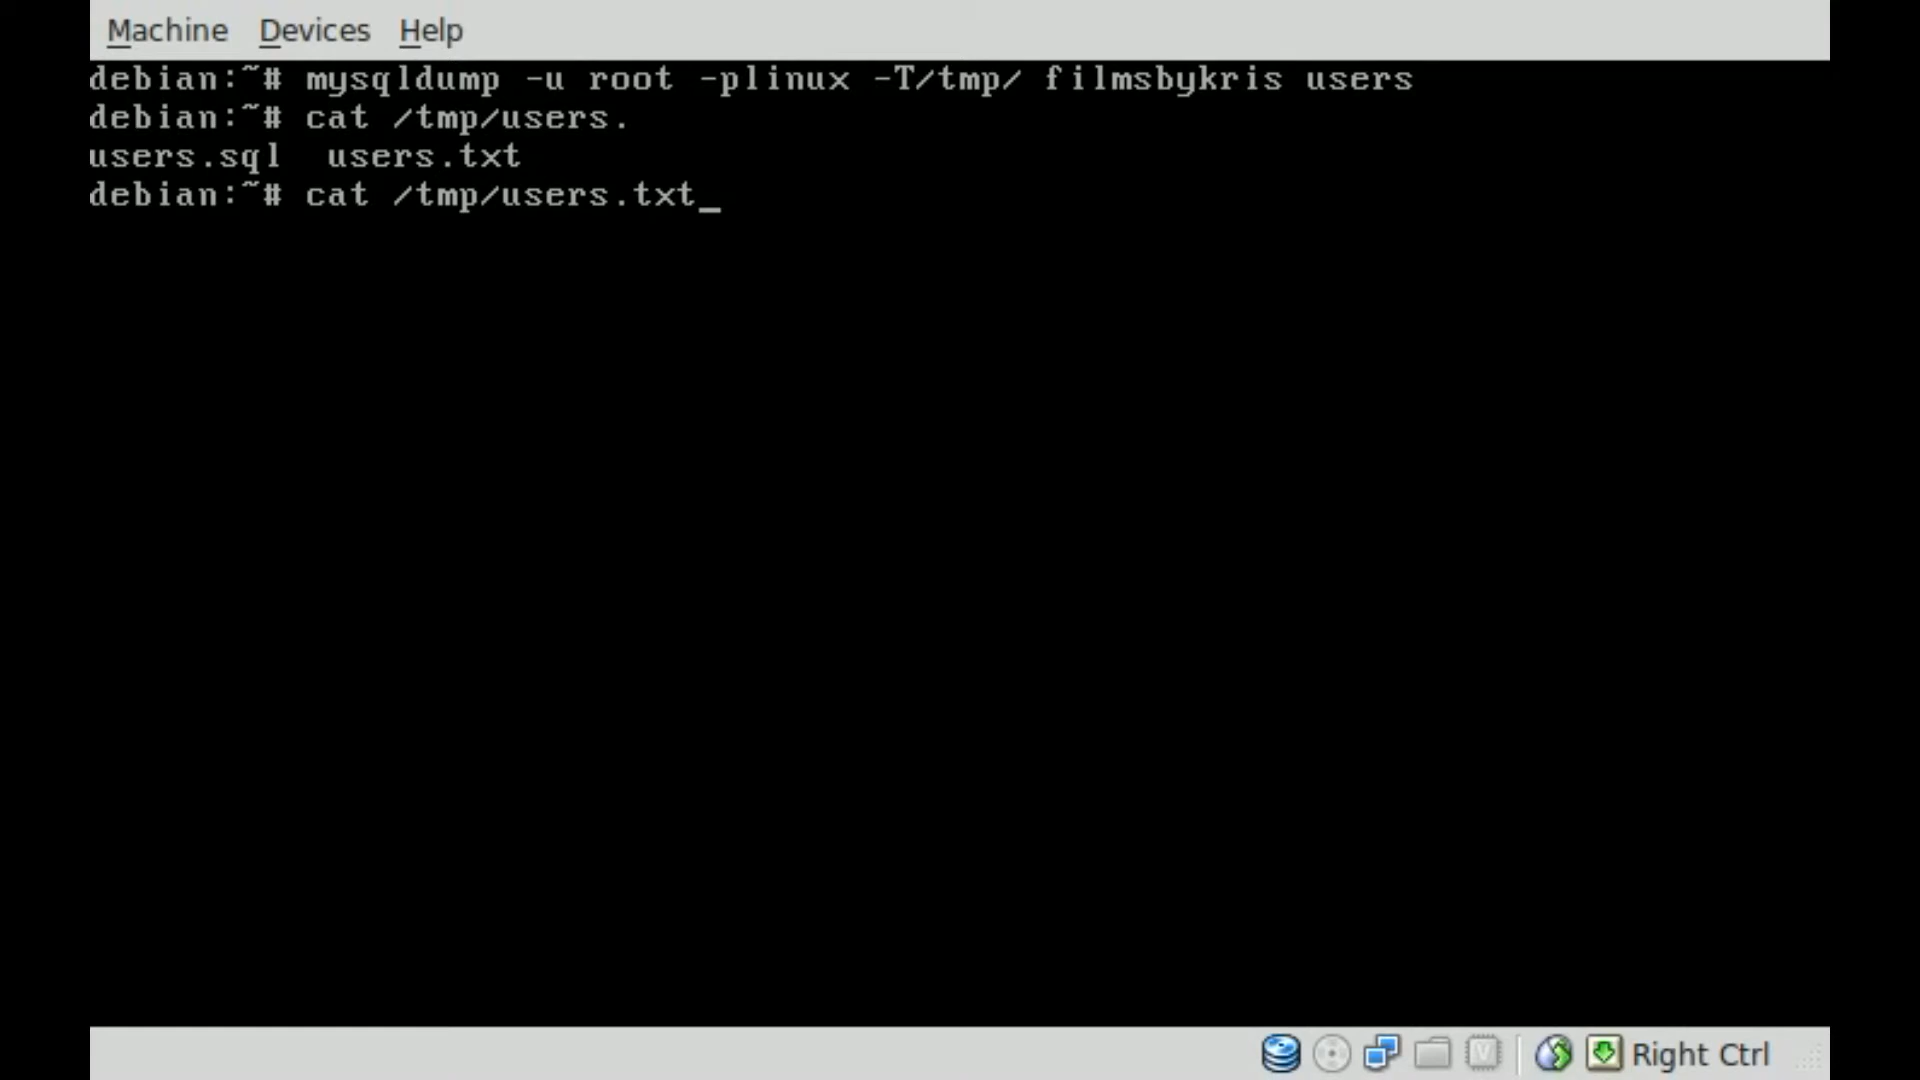 Machine Devices Help
debian:~# mysqldump -u root -plinux -T/tmp/ filmsbykris users
debian:~# cat /tmp/users.
users.sql  users.txt
debian:~# cat /tmp/users.txt_
Right Ctrl